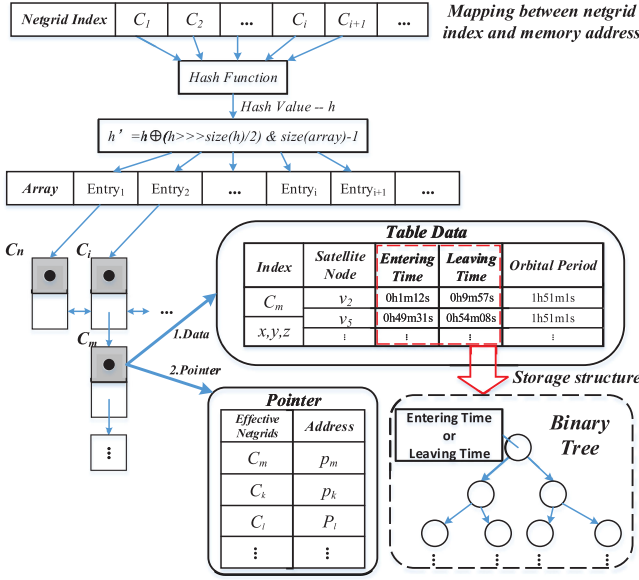 Netgrid Index C1 C2 ... Ci Ci+1 ...
Mapping between netgrid
index and memory address
Hash Function
Hash Value -- h
h’ =h⊕(h>>>size(h)/2) & size(array)-1
Array Entry1 Entry2 ... Entryi Entryi+1 ...
Cn Ci
...
Cm
⋮
1.Data
2.Pointer
Table Data
Index Satellite Node Entering Time Leaving Time Orbital Period
Cm v2 0h1m12s 0h9m57s 1h51m1s
x,y,z v5 0h49m31s 0h54m08s 1h51m1s
⋮ ⋮ ⋮ ⋮
Storage structure
Pointer
Effective Netgrids Address
Cm pm
Ck pk
Cl Pl
⋮ ⋮
Entering Time
or
Leaving Time
Binary
Tree
⋮ ⋮ ⋮ ⋮